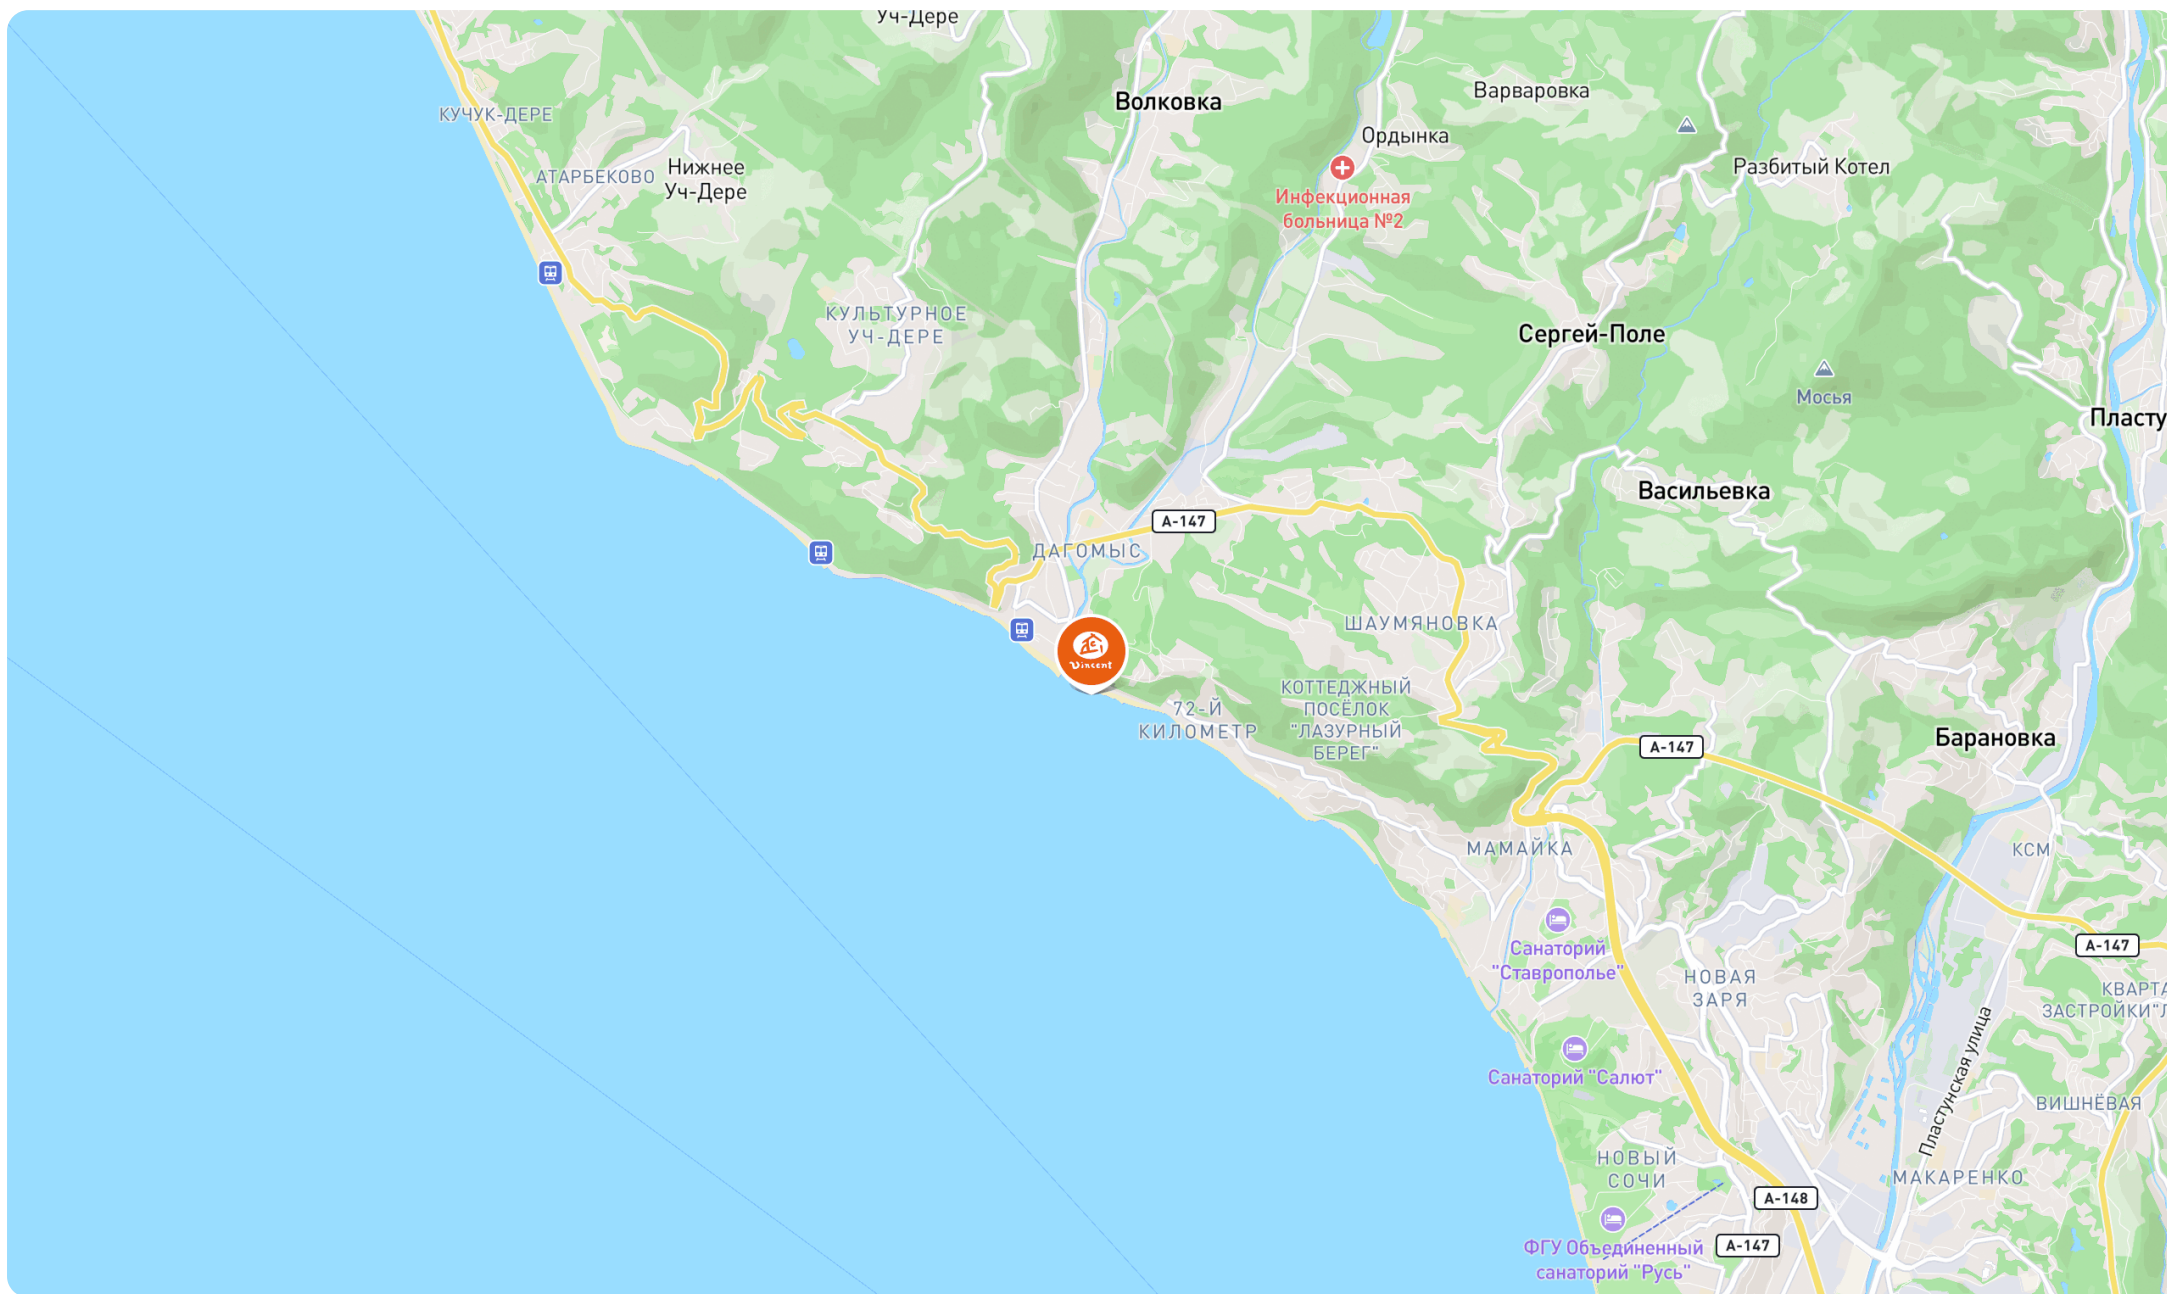 Уч-Дере
Варваровка
Волковка
КУЧУК-ДЕРЕ
Ордынка
Нижнее
Уч-Дере
Разбитый Котел
АТАРБЕКОВО
Инфекционная
больница №2
КУЛЬТУРНОЕ
УЧ-ДЕРЕ
Сергей-Поле
Мосья
Пласту
Васильевка
А-147
ДАГОМЫС
ШАУМЯНОВКА
Vincent
КОТТЕДЖНЫЙ
ПОСЁЛОК
"ЛАЗУРНЫЙ
БЕРЕГ"
72-Й
КИЛОМЕТР
Барановка
А-147
МАМАЙКА
КСМ
Санаторий
"Ставрополье"
А-147
НОВАЯ
ЗАРЯ
КВАРТА
ЗАСТРОЙКИ"Л
Пластунская улица
Санаторий "Салют"
ВИШНЁВАЯ
НОВЫЙ
СОЧИ
МАКАРЕНКО
А-148
А-147
ФГУ Объединенный
санаторий "Русь"